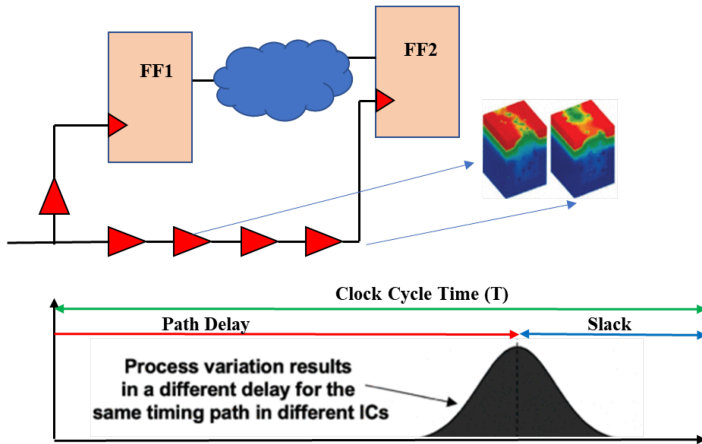 FF1
FF2
Clock Cycle Time (T)
Path Delay
Slack
Process variation results
in a different delay for the
same timing path in different ICs